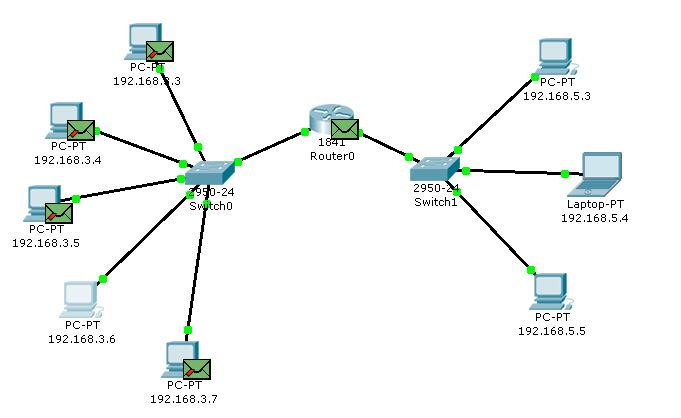 PC-PT
192.168.3.3
PC-PT
192.168.3.4
PC-PT
192.168.3.5
PC-PT
192.168.3.6
PC-PT
192.168.3.7
2950-24
Switch0
1841
Router0
2950-24
Switch1
PC-PT
192.168.5.3
Laptop-PT
192.168.5.4
PC-PT
192.168.5.5